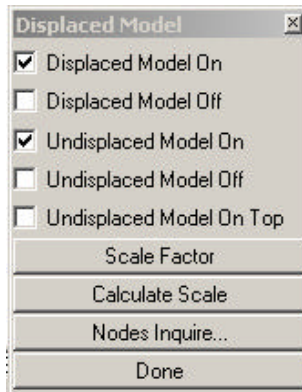 Displaced Model
Displaced Model On
Displaced Model Off
Undisplaced Model On
Undisplaced Model Off
Undisplaced Model On Top
Scale Factor
Calculate Scale
Nodes Inquire...
Done